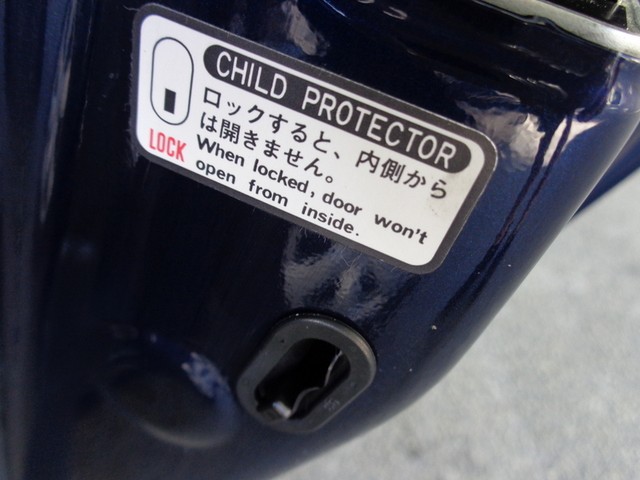 CHILD PROTECTOR
ロックすると、内側から
は開きません。
LOCK
When locked, door won't
open from inside.